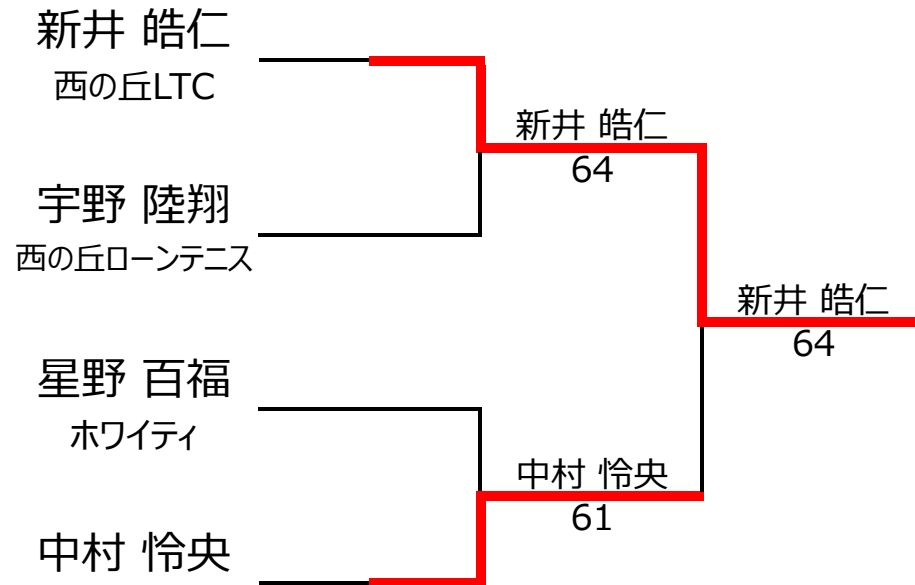 新井 皓仁
西の丘LTC
新井 皓仁
64
宇野 陸翔
西の丘ローンテニス
新井 皓仁
64
星野 百福
ホワイティ
中村 怜央
61
中村 怜央